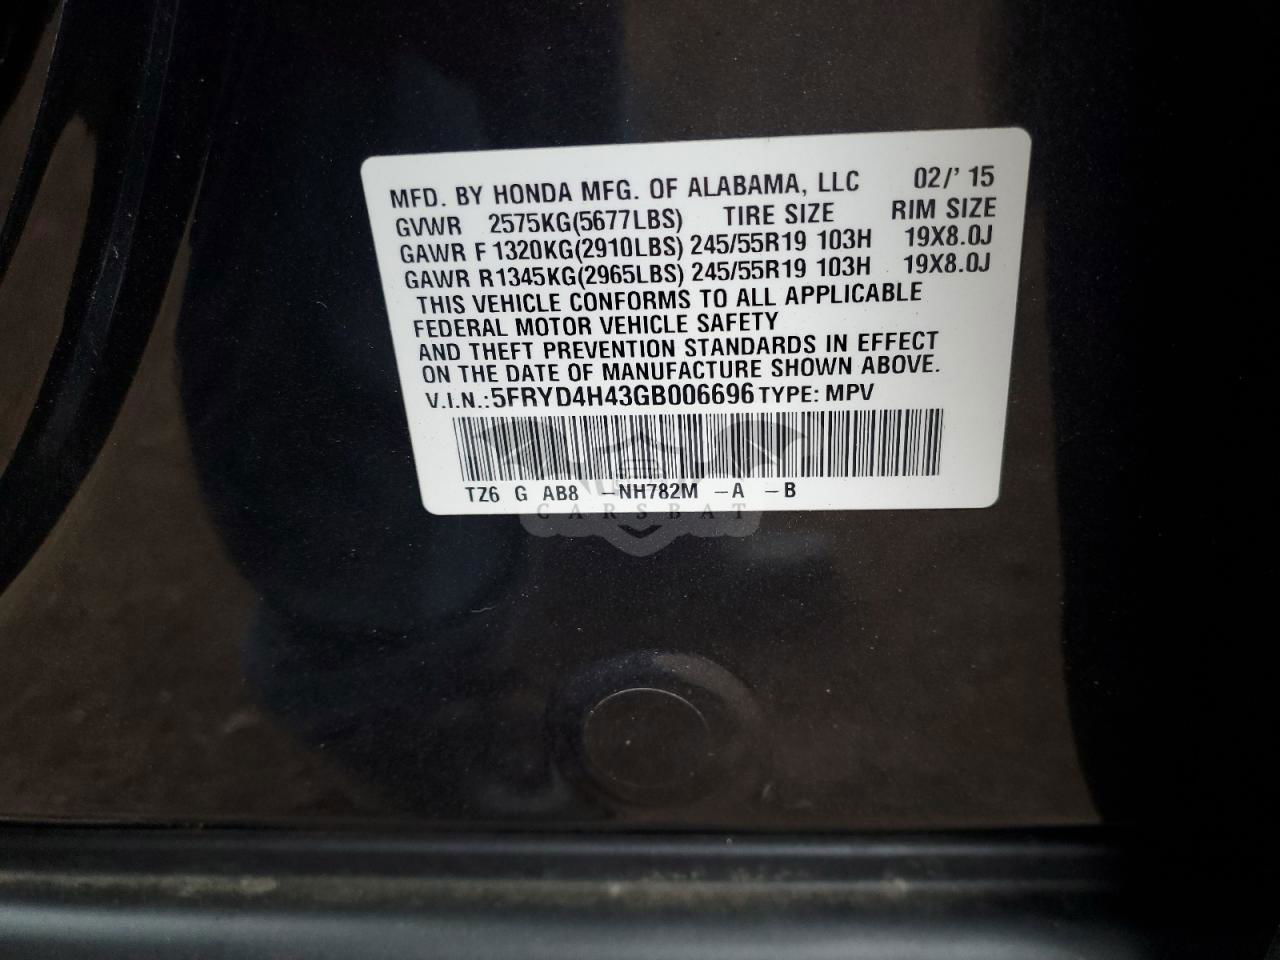 MFD. BY HONDA MFG. OF ALABAMA, LLC 02/' 15
GVWR 2575KG(5677LBS) TIRE SIZE RIM SIZE
GAWR F 1320KG(2910LBS) 245/55R19 103H 19X8.0J
GAWR R1345KG(2965LBS) 245/55R19 103H 19X8.0J
THIS VEHICLE CONFORMS TO ALL APPLICABLE
FEDERAL MOTOR VEHICLE SAFETY
AND THEFT PREVENTION STANDARDS IN EFFECT
ON THE DATE OF MANUFACTURE SHOWN ABOVE.
V.I.N.:5FRYD4H43GB006696 TYPE: MPV
TZ6 G AB8 -NH782M -A -B
CARSBAT